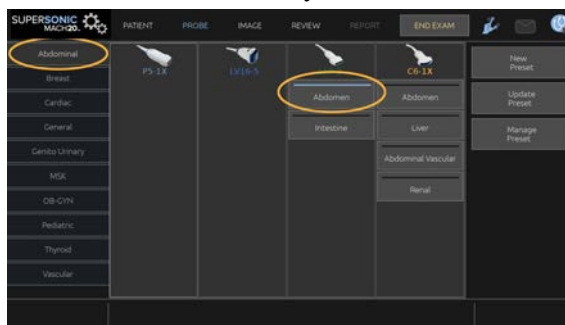 SUPERSONIC
MACH20.
PATIENT PROBE IMAGE REVIEW REPORT END EXAM
Abdominal
Breast
Cardiac
General
Genito Urinary
MSK
OB-GYN
Pediatric
Thyroid
Vascular
P5-1X LV16-5 C6-1X
Abdomen Abdomen
Intestine Liver
Abdominal Vascular
Renal
New
Preset
Update
Preset
Manage
Preset